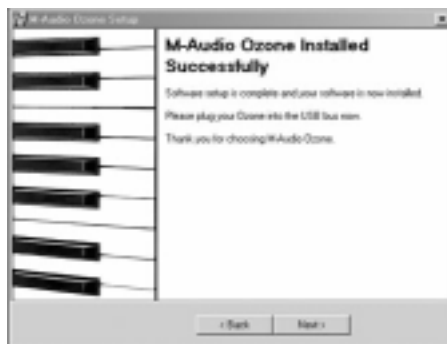 M-Audio Ozone Setup
M-Audio Ozone Installed
Successfully
Software setup is complete and your software is now installed.
Please plug your Ozone into the USB bus now.
Thank you for choosing M-Audio Ozone.
< Back
Next >